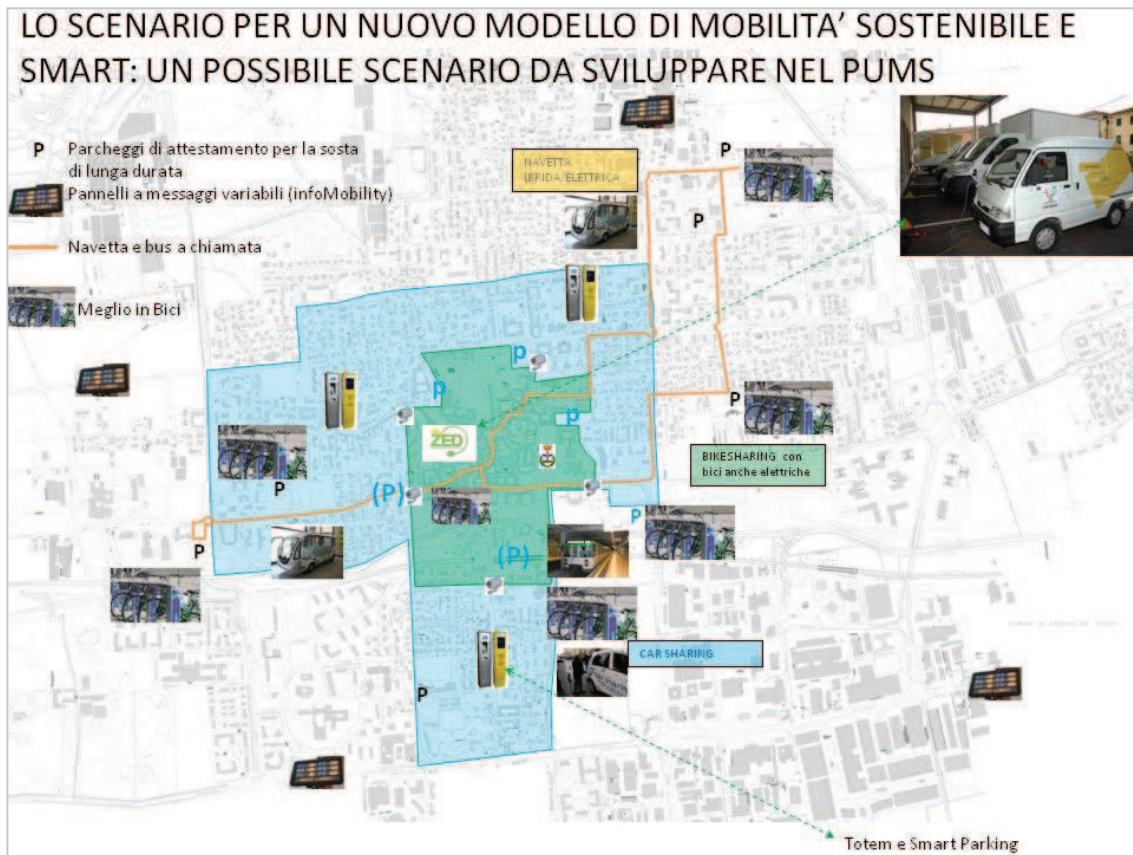 LO SCENARIO PER UN NUOVO MODELLO DI MOBILITA' SOSTENIBILE E
SMART: UN POSSIBILE SCENARIO DA SVILUPPARE NEL PUMS
P Parcheggi di attestamento per la sosta
di lunga durata
Pannelli a messaggi variabili (infoMobility)
Navetta e bus a chiamata
Meglio in Bici
NAVETTA
IBRIDA/ELETTRICA
P
P
p
p
p
P
ZED
BIKESHARING con
bici anche elettriche
P
(P)
P
P
(P)
CAR SHARING
P
Totem e Smart Parking